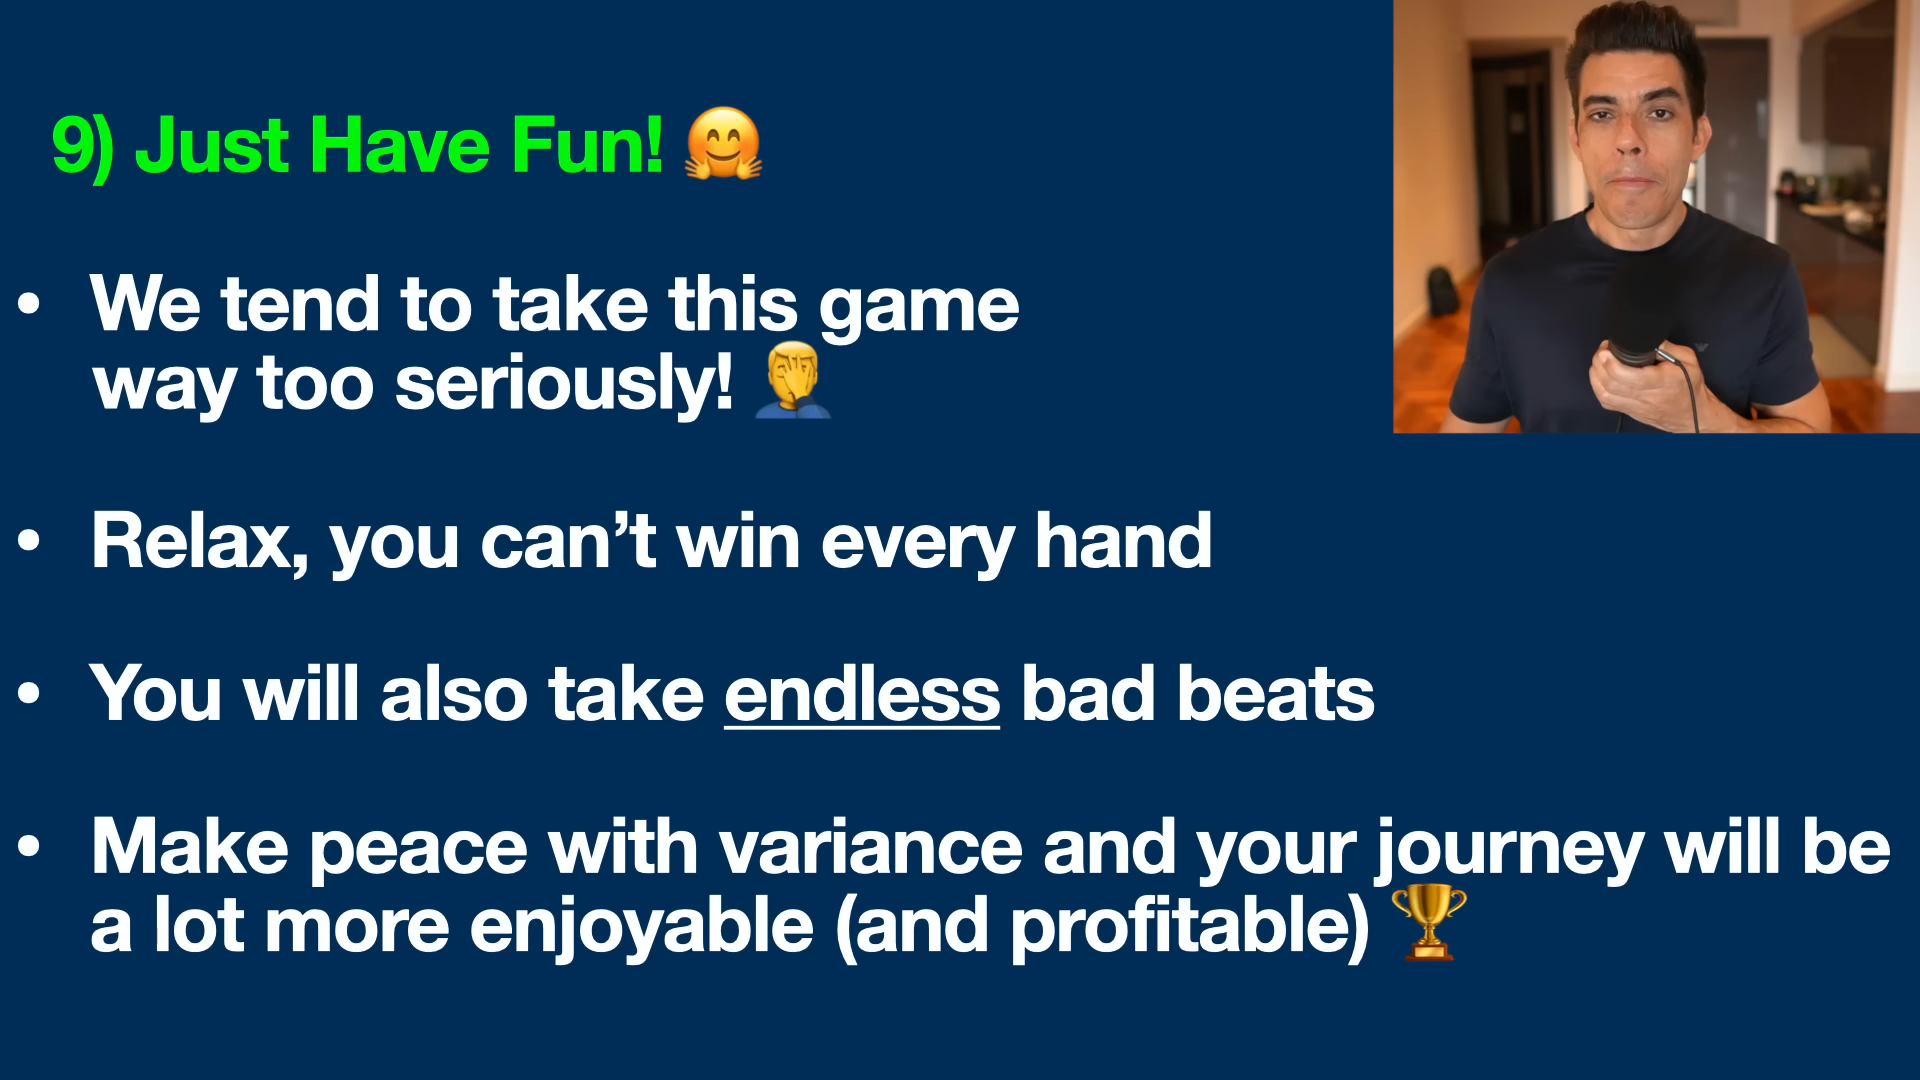 9) Just Have Fun! 🤗
• We tend to take this game
way too seriously! 🤦‍♂️
• Relax, you can’t win every hand
• You will also take endless bad beats
• Make peace with variance and your journey will be
a lot more enjoyable (and profitable) 🏆